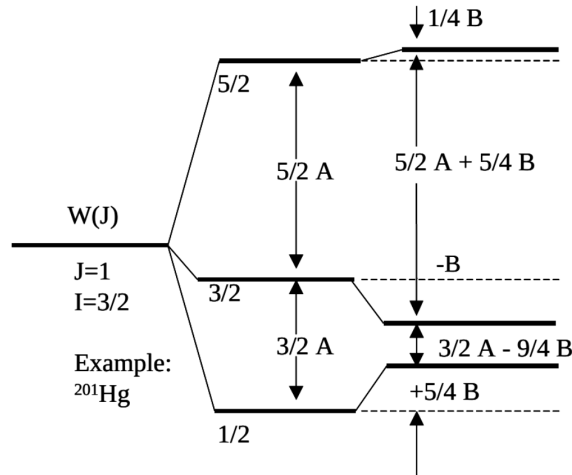 1/4 B
5/2
5/2 A
5/2 A + 5/4 B
W(J)
J=1
I=3/2
3/2
-B
3/2 A
3/2 A - 9/4 B
Example:
²⁰¹Hg
+5/4 B
1/2